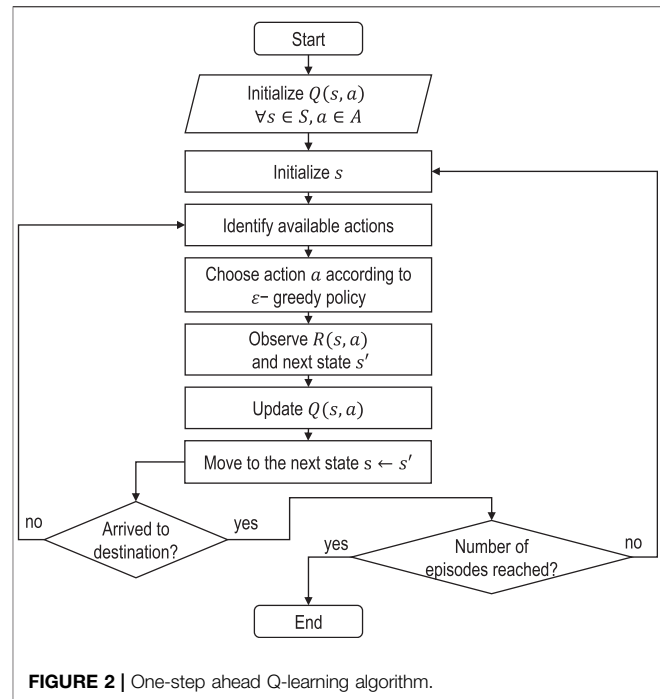 Start
Initialize Q(s, a)
∀s ∈ S, a ∈ A
Initialize s
Identify available actions
Choose action a according to
ε− greedy policy
Observe R(s, a)
and next state s'
Update Q(s, a)
Move to the next state s ← s'
no
Arrived to
destination?
yes
yes
Number of
episodes reached?
no
End
FIGURE 2 | One-step ahead Q-learning algorithm.